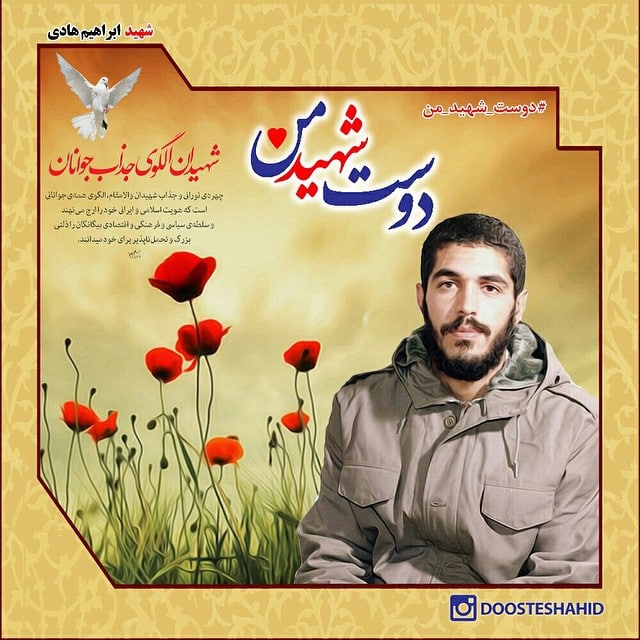 شهید ابراهیم هادی
#دوست_شهید_من
دوست شهید من
شهیدان الگوی جذب جوانان
چهره‌ی نورانی و جذاب شهیدان والامقام، الگوی همه‌ی جوانانی
است که هویت اسلامی و ایرانی خود را ارج می‌نهند
و سلطه‌ی سیاسی و فرهنگی و اقتصادی بیگانگان را ذلتی
بزرگ و تحمل‌ناپذیر برای خود میدانند.
DOOSTESHAHID